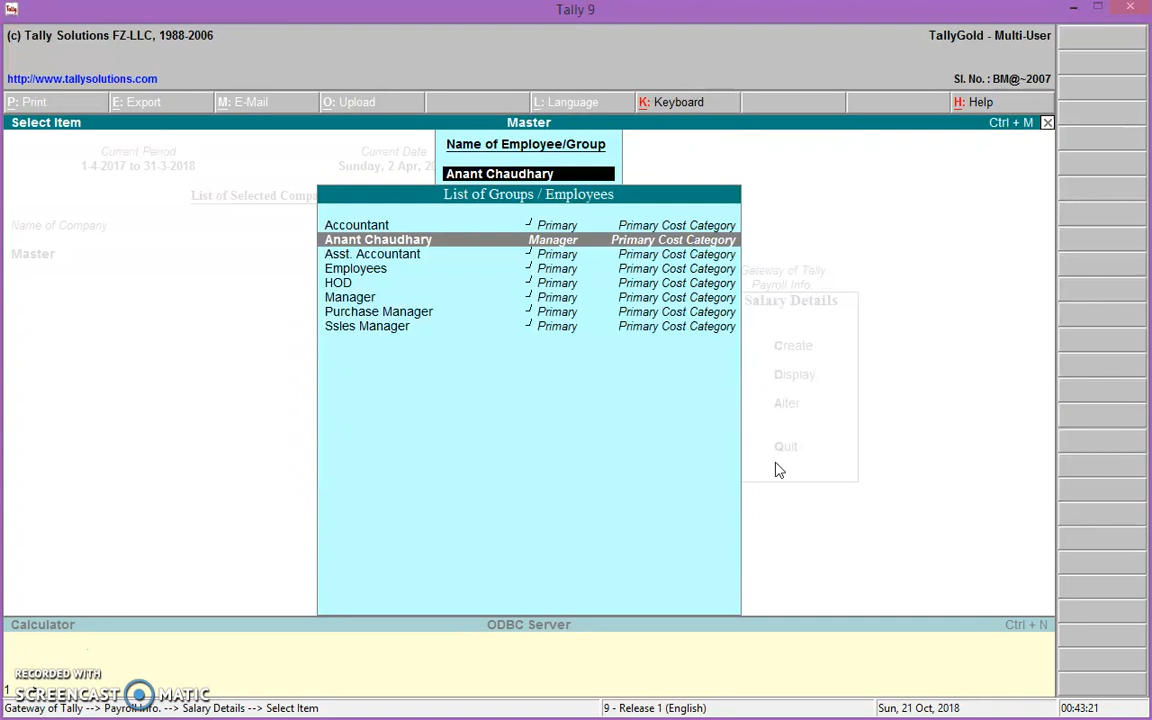 Tally
Tally 9
(c) Tally Solutions FZ-LLC, 1988-2006
TallyGold - Multi-User
http://www.tallysolutions.com
Sl. No. : BM@~2007
P: Print
E: Export
M: E-Mail
O: Upload
L: Language
K: Keyboard
H: Help
Select Item
Master
Ctrl + M
Current Period
1-4-2017 to 31-3-2018
Current Date
Sunday, 2 Apr, 20
List of Selected Compa
Name of Company
Master
Name of Employee/Group
Anant Chaudhary
List of Groups / Employees
Accountant Primary Primary Cost Category
Anant Chaudhary Manager Primary Cost Category
Asst. Accountant Primary Primary Cost Category
Employees Primary Primary Cost Category
HOD Primary Primary Cost Category
Manager Primary Primary Cost Category
Purchase Manager Primary Primary Cost Category
Ssles Manager Primary Primary Cost Category
Gateway of Tally
Payroll Info.
Salary Details
Create
Display
Alter
Quit
Calculator
ODBC Server
Ctrl + N
1
RECORDED WITH
SCREENCAST MATIC
Gateway of Tally --> Payroll Info. --> Salary Details --> Select Item
9 - Release 1 (English)
Sun, 21 Oct, 2018
00:43:21